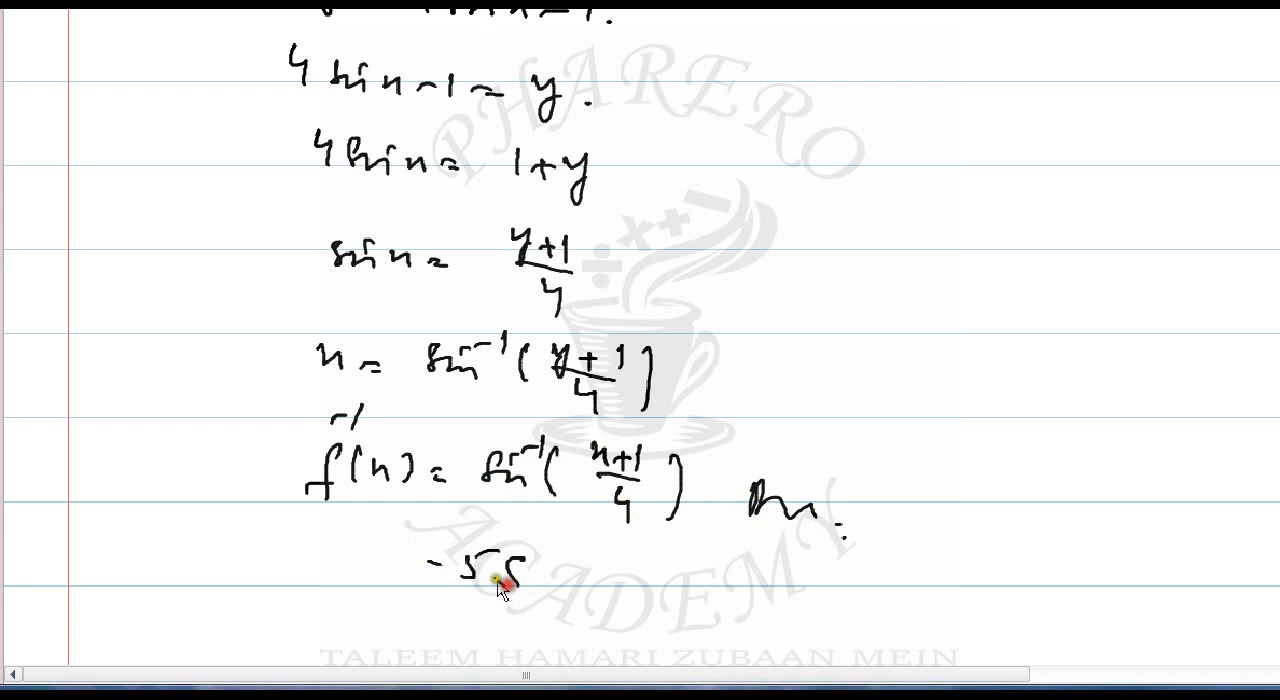 4 sin x - 1 = y.
4 sin x = 1 + y
sin x = y+1/4
x = sin⁻¹(y+1/4)
f⁻¹(x) = sin⁻¹(x+1/4) Ans.
- 5 5
PHARERO
ACADEMY
TALEEM HAMARI ZUBAAN MEIN